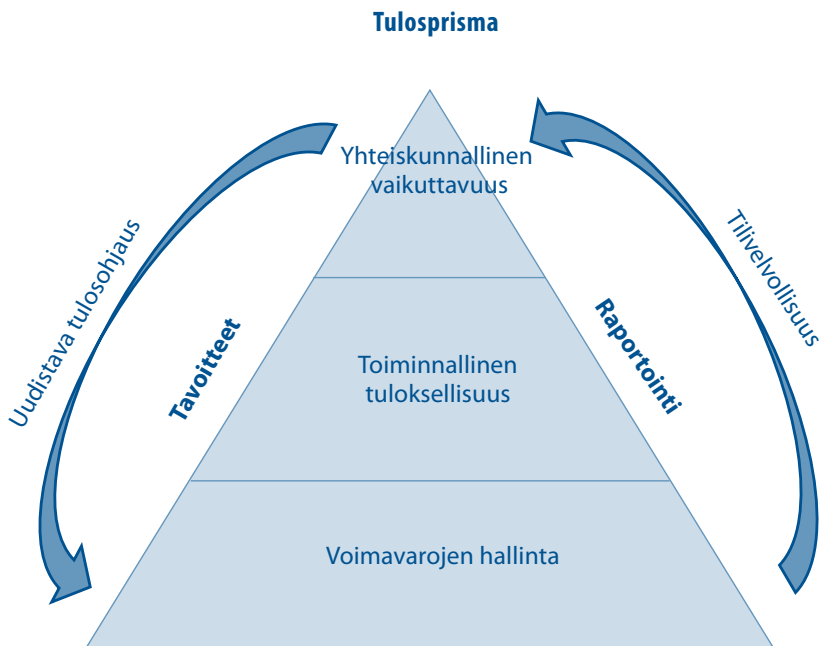 Tulosprisma
Yhteiskunnallinen
vaikuttavuus
Uudistava tulosohjaus
Tavoitteet
Toiminnallinen
tuloksellisuus
Raportointi
Tilivelvollisuus
Voimavarojen hallinta